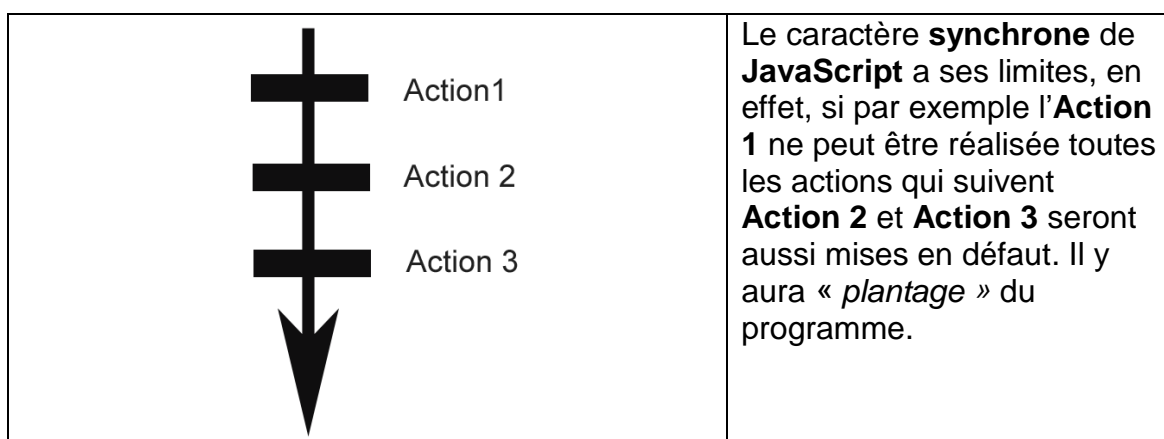 Action1
Action 2
Action 3
Le caractère synchrone de
JavaScript a ses limites, en
effet, si par exemple l’Action
1 ne peut être réalisée toutes
les actions qui suivent
Action 2 et Action 3 seront
aussi mises en défaut. Il y
aura « plantage » du
programme.